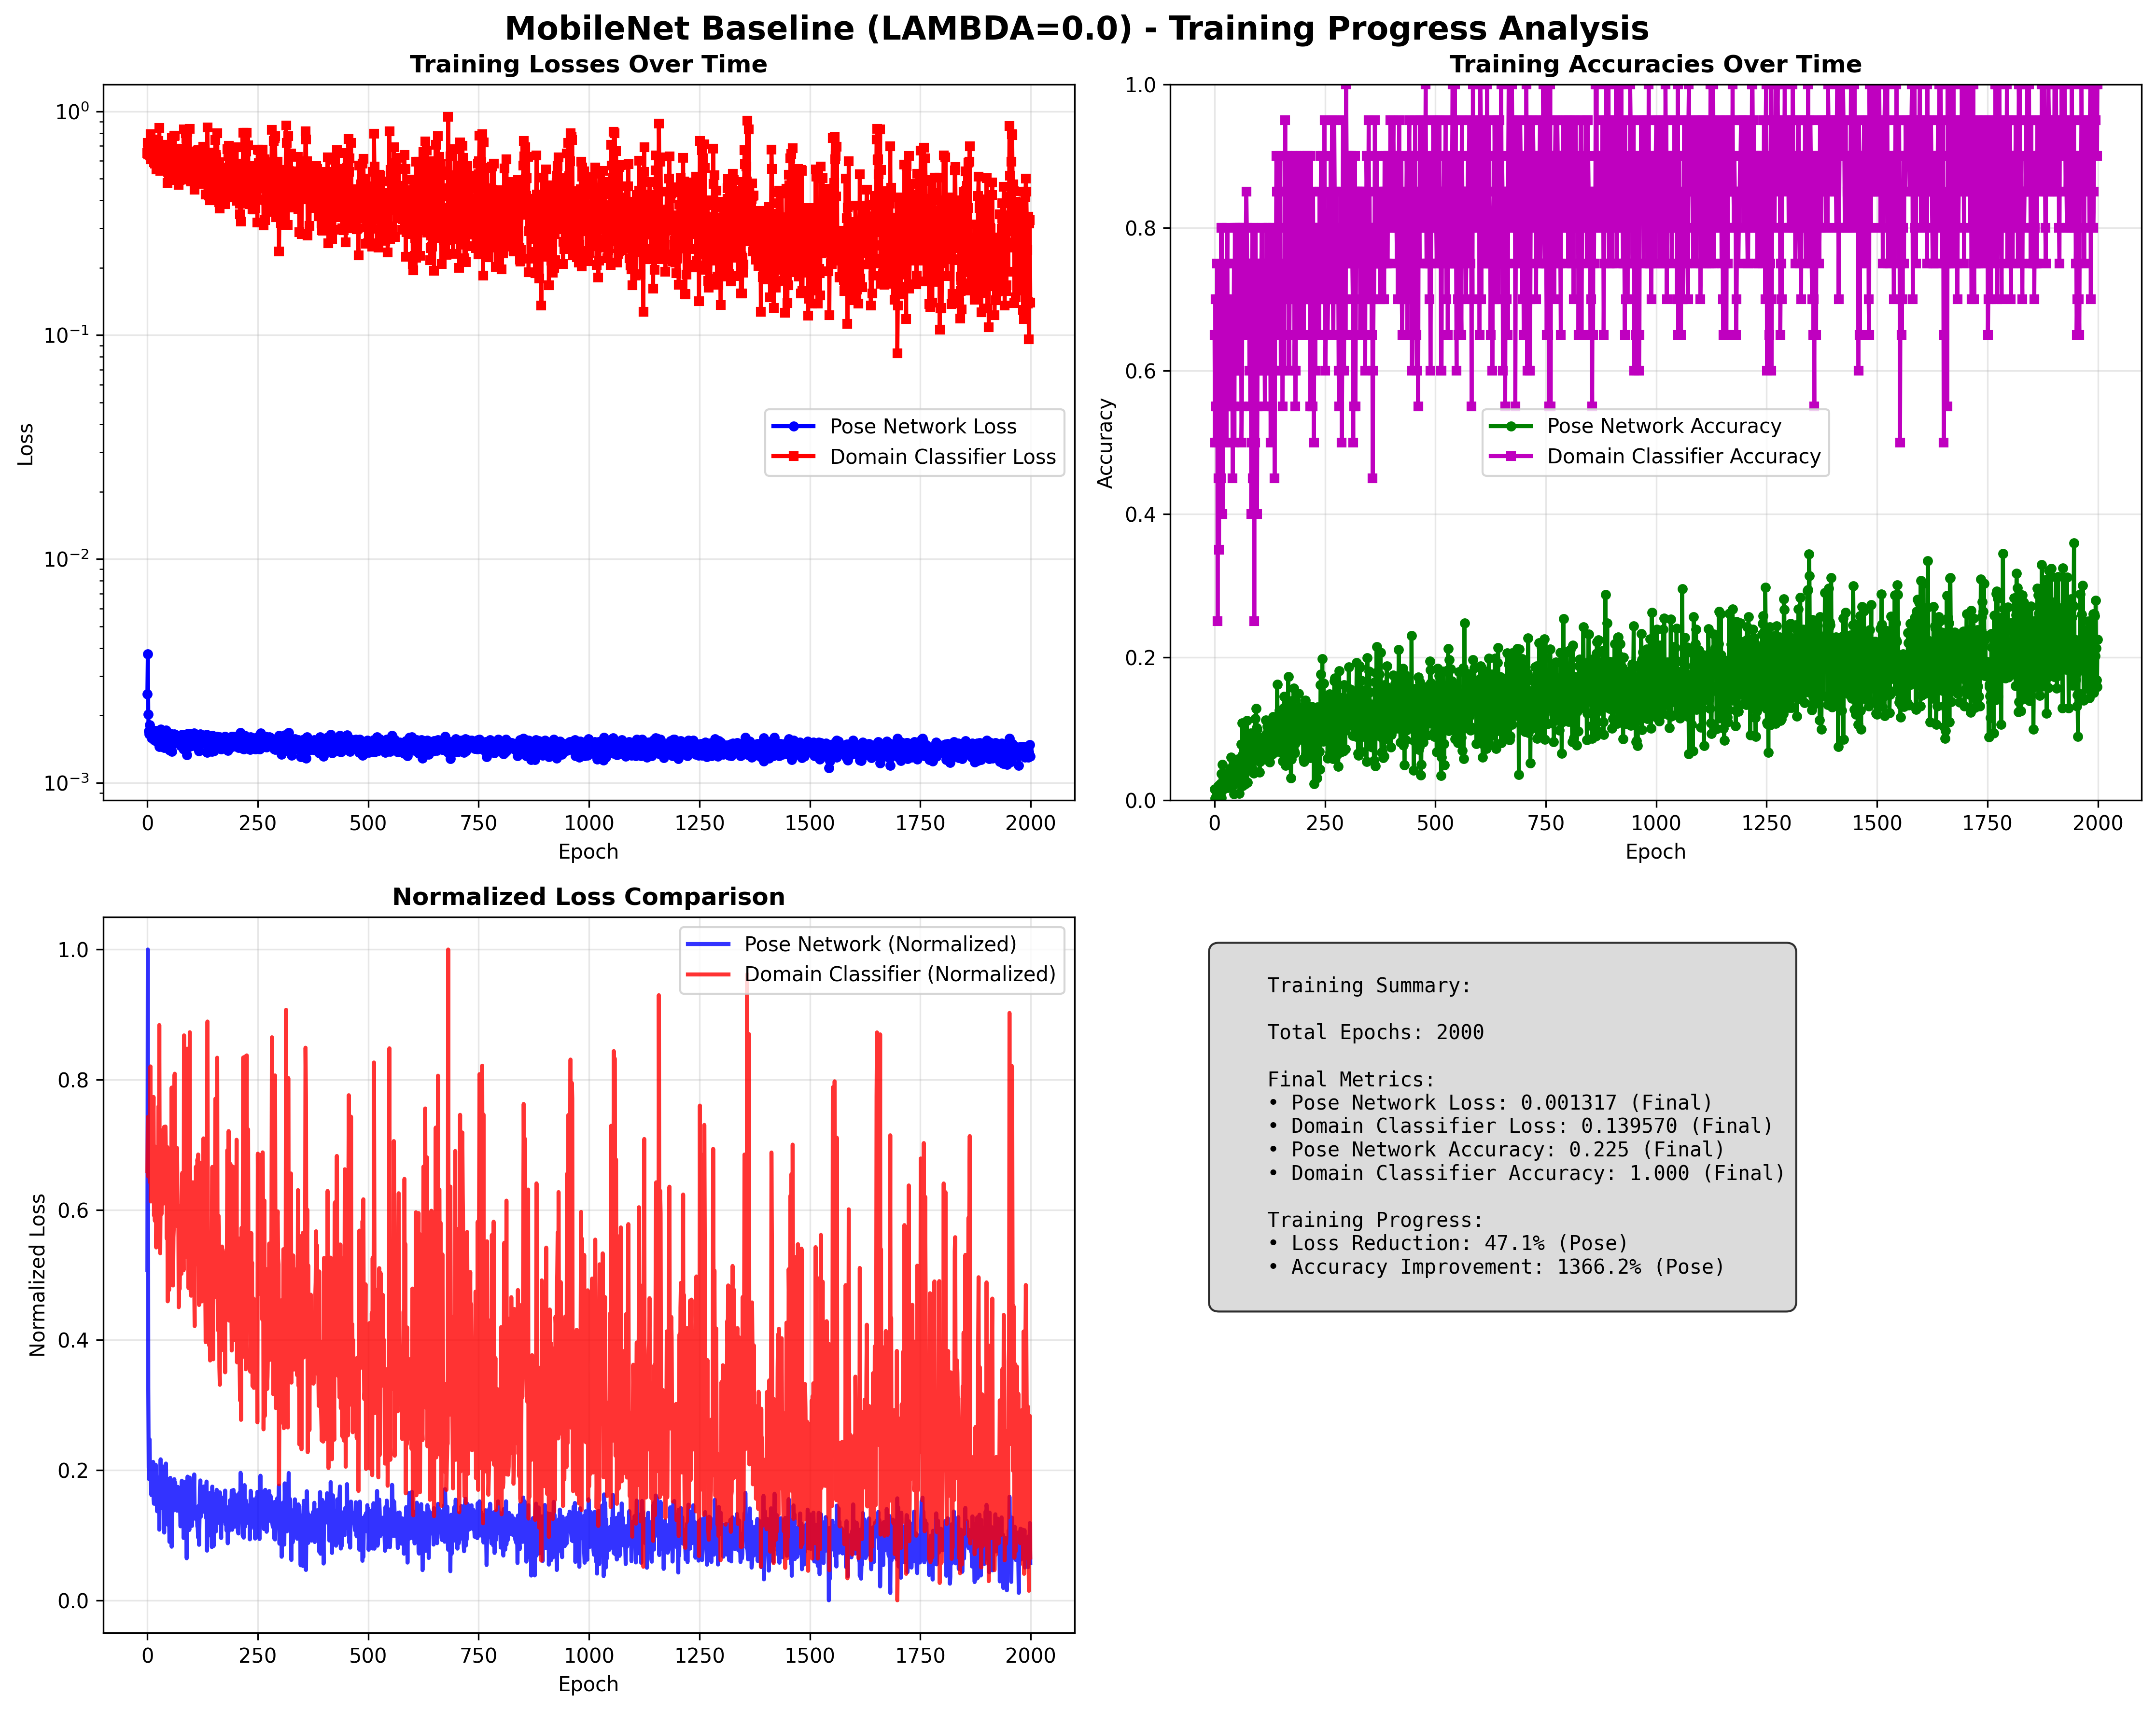 MobileNet Baseline (LAMBDA=0.0) - Training Progress Analysis
Training Losses Over Time
10⁰
10⁻¹
10⁻²
10⁻³
Loss
Pose Network Loss
Domain Classifier Loss
0 250 500 750 1000 1250 1500 1750 2000
Epoch
Training Accuracies Over Time
1.0
0.8
0.6
0.4
0.2
0.0
Accuracy
Pose Network Accuracy
Domain Classifier Accuracy
0 250 500 750 1000 1250 1500 1750 2000
Epoch
Normalized Loss Comparison
1.0
0.8
0.6
0.4
0.2
0.0
Normalized Loss
Pose Network (Normalized)
Domain Classifier (Normalized)
0 250 500 750 1000 1250 1500 1750 2000
Epoch
Training Summary:
Total Epochs: 2000
Final Metrics:
• Pose Network Loss: 0.001317 (Final)
• Domain Classifier Loss: 0.139570 (Final)
• Pose Network Accuracy: 0.225 (Final)
• Domain Classifier Accuracy: 1.000 (Final)
Training Progress:
• Loss Reduction: 47.1% (Pose)
• Accuracy Improvement: 1366.2% (Pose)